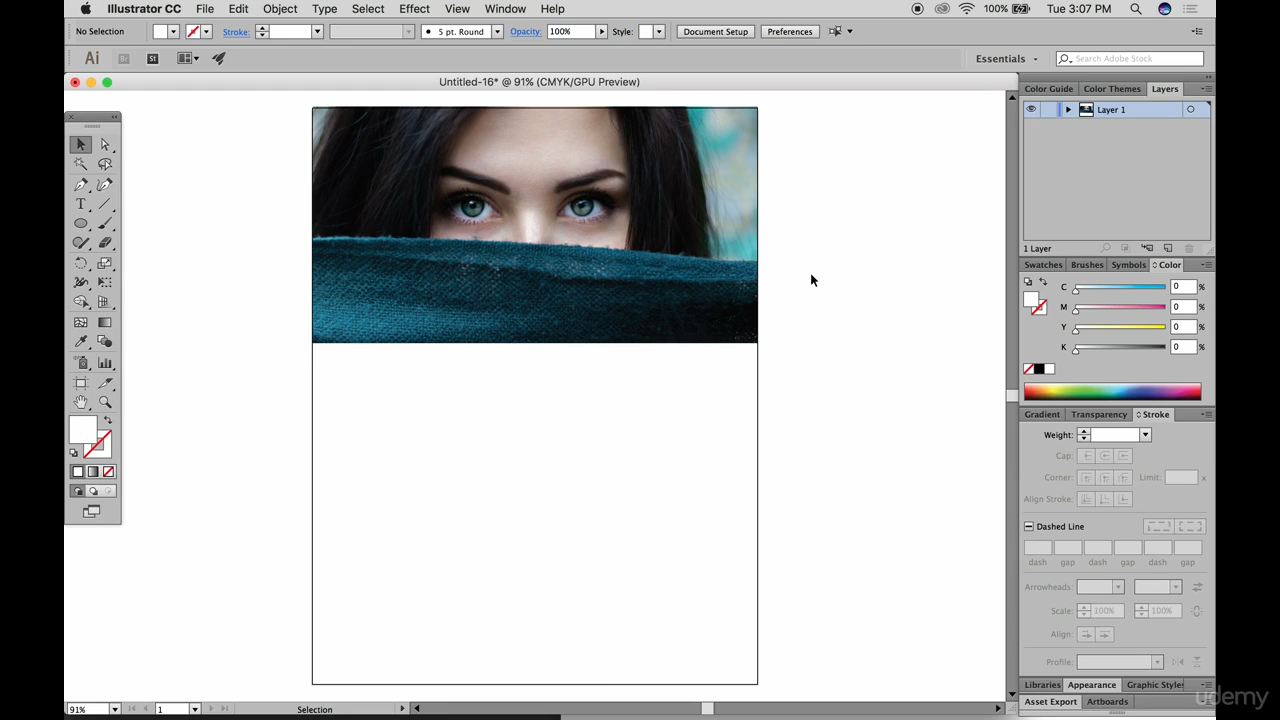 Illustrator CC File Edit Object Type Select Effect View Window Help 100% Tue 3:07 PM
No Selection Stroke: 5 pt. Round Opacity: 100% Style: Document Setup Preferences
Ai Br St Essentials Search Adobe Stock
Untitled-16* @ 91% (CMYK/GPU Preview)
Color Guide Color Themes Layers
Layer 1
T
1 Layer
Swatches Brushes Symbols Color
C 0 %
M 0 %
Y 0 %
K 0 %
Gradient Transparency Stroke
Weight:
Cap:
Corner: Limit: x
Align Stroke:
Dashed Line
dash gap dash gap dash gap
Arrowheads:
Scale: 100% 100%
Align:
Profile:
Libraries Appearance Graphic Styles
Asset Export Artboards
91% 1 Selection
udemy